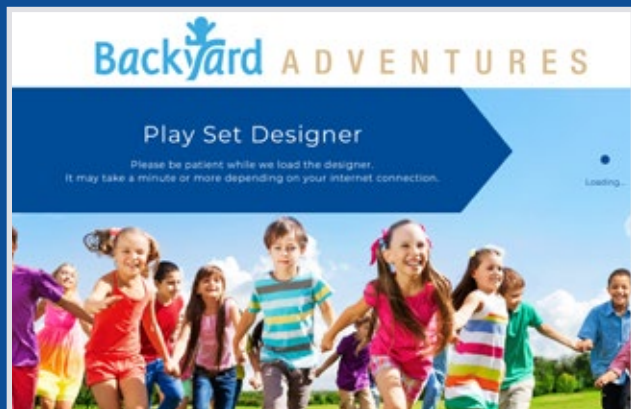 Backyard ADVENTURES
Play Set Designer
Please be patient while we load the designer.
It may take a minute or more depending on your internet connection.
Loading...